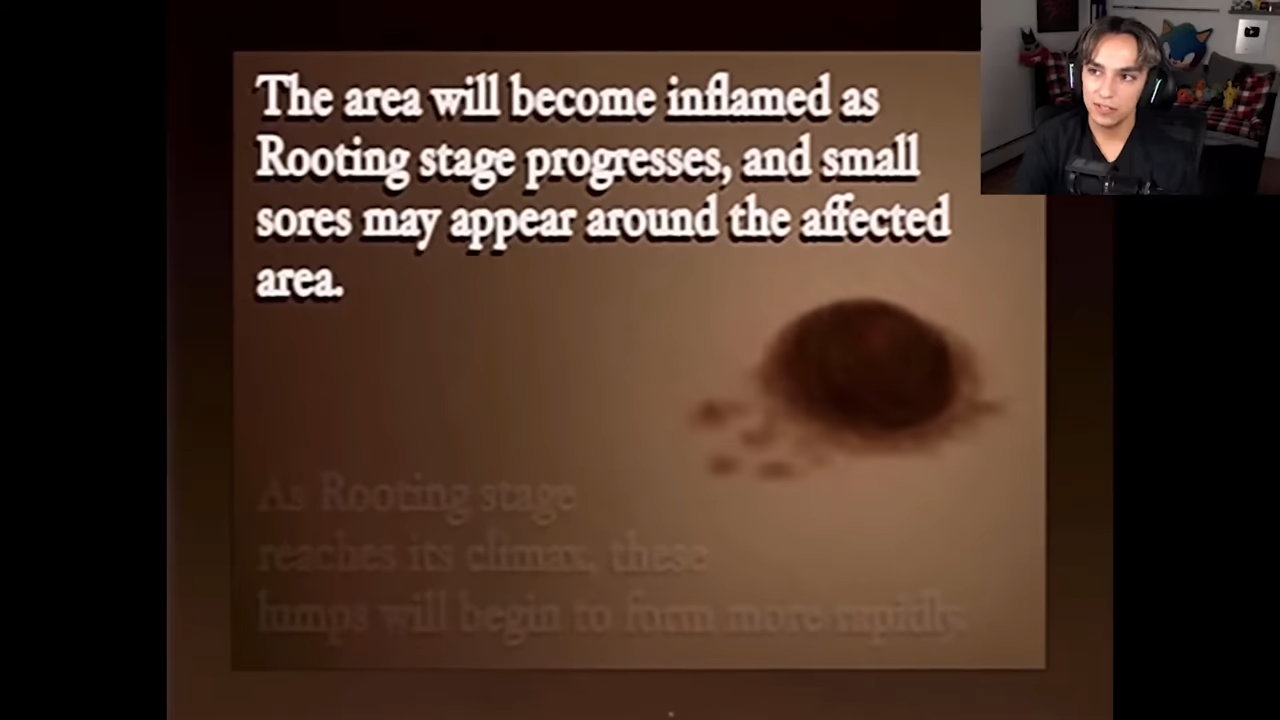 The area will become inflamed as
Rooting stage progresses, and small
sores may appear around the affected
area.
As Rooting stage
reaches its climax, these
lumps will begin to form more rapidly